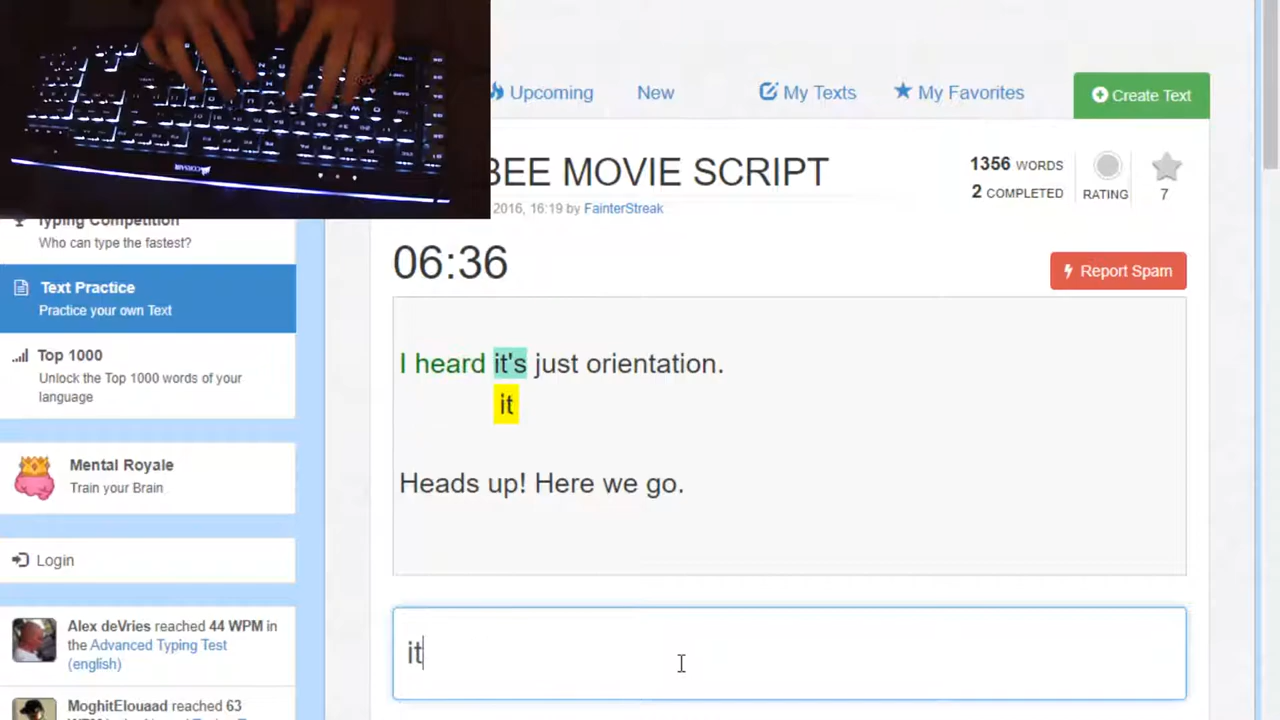 CORSAIR
Upcoming
New
My Texts
My Favorites
Create Text
BEE MOVIE SCRIPT
1356 WORDS
2 COMPLETED
RATING
7
2016, 16:19 by FainterStreak
Typing Competition
Who can type the fastest?
06:36
Report Spam
Text Practice
Practice your own Text
Top 1000
Unlock the Top 1000 words of your
language
I heard it's just orientation.
it
Heads up! Here we go.
Mental Royale
Train your Brain
Login
it
Alex deVries reached 44 WPM in
the Advanced Typing Test
(english)
MoghitElouaad reached 63